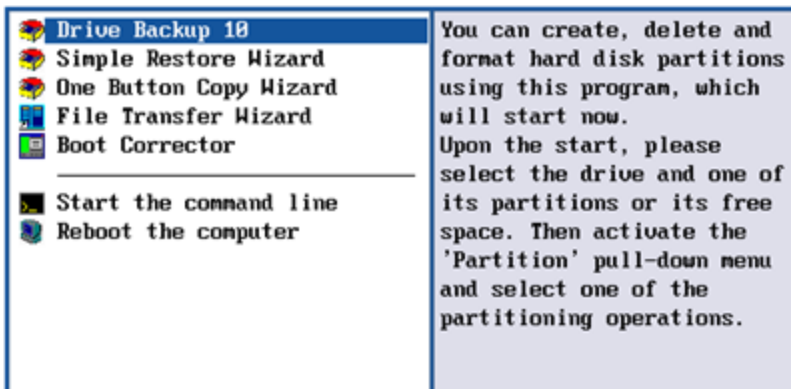 Drive Backup 10
Simple Restore Wizard
One Button Copy Wizard
File Transfer Wizard
Boot Corrector
Start the command line
Reboot the computer
You can create, delete and
format hard disk partitions
using this program, which
will start now.
Upon the start, please
select the drive and one of
its partitions or its free
space. Then activate the
'Partition' pull-down menu
and select one of the
partitioning operations.